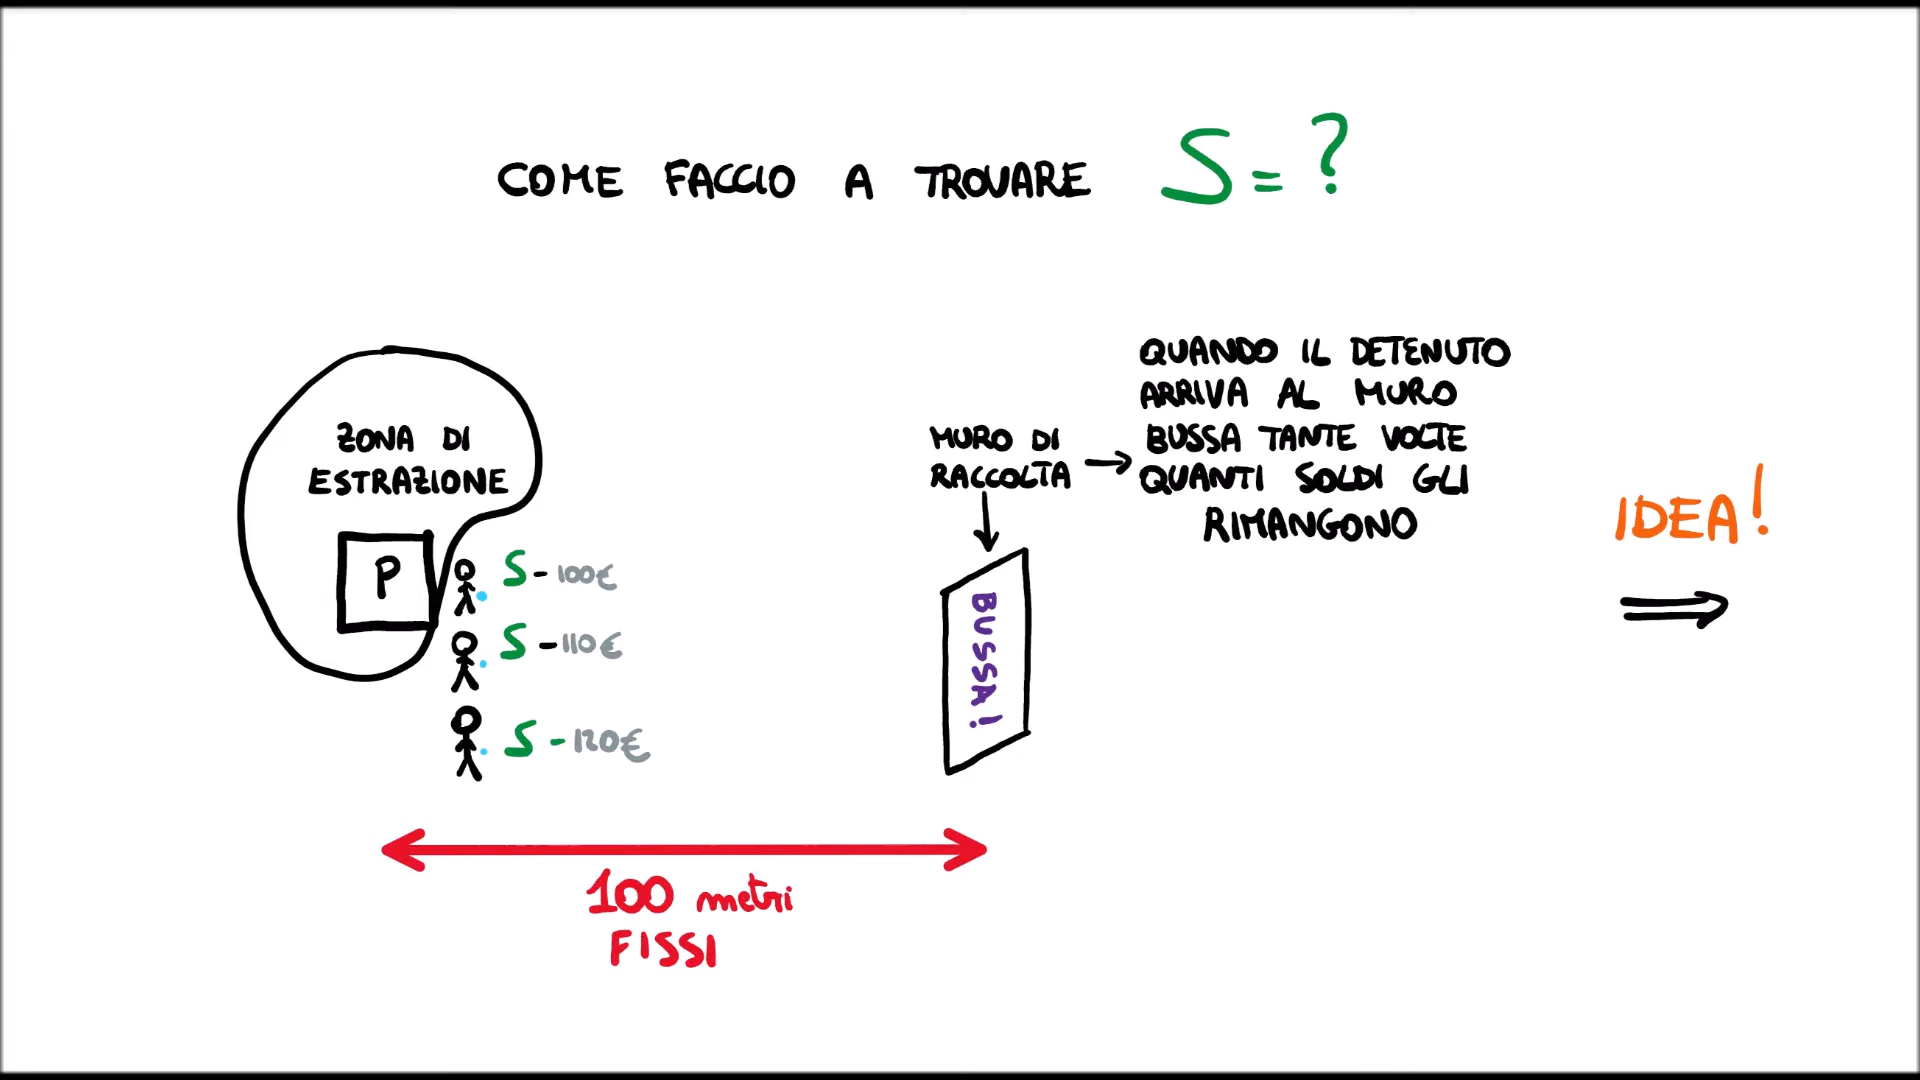 COME FACCIO A TROVARE S = ?
ZONA DI
ESTRAZIONE
P
S - 100€
S - 110€
S - 120€
MURO DI
RACCOLTA
QUANDO IL DETENUTO
ARRIVA AL MURO
BUSSA TANTE VOLTE
QUANTI SOLDI GLI
RIMANGONO
BUSSA!
IDEA!
100 metri
FISSI